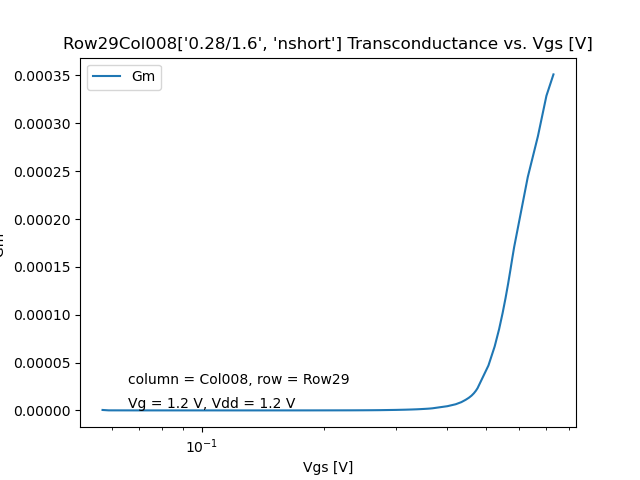 Row29Col008['0.28/1.6', 'nshort'] Transconductance vs. Vgs [V]
Gm
0.00035
0.00030
0.00025
0.00020
0.00015
0.00010
0.00005
0.00000
column = Col008, row = Row29
Vg = 1.2 V, Vdd = 1.2 V
10⁻¹
Vgs [V]